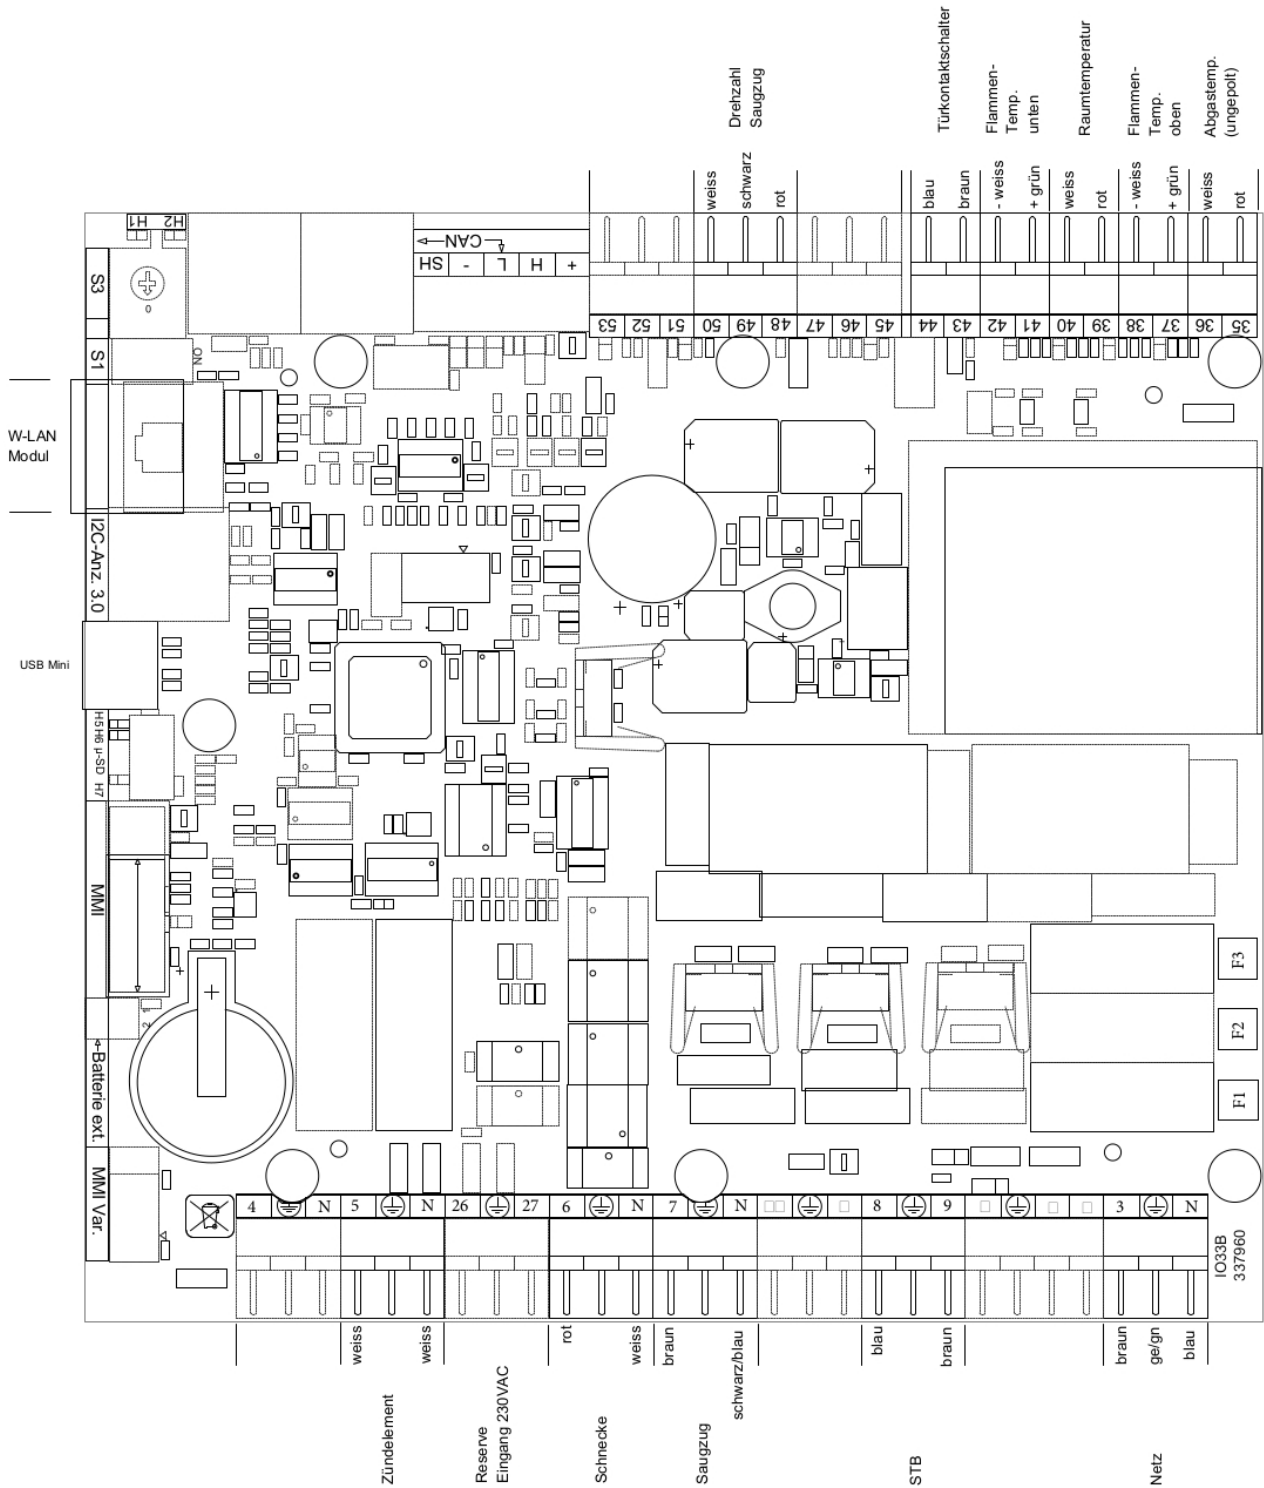 Drehzahl
Saugzug
Türkontaktschalter
Flammen-
Temp.
unten
Raumtemperatur
Flammen-
Temp.
oben
Abgastemp.
(ungepolt)
weiss
schwarz
rot
blau
braun
- weiss
+ grün
weiss
rot
- weiss
+ grün
weiss
rot
H1
H2
CAN
SH
-
L
H
+
53
52
51
50
49
48
47
46
45
44
43
42
41
40
39
38
37
36
35
S3
0
S1
ON
W-LAN
Modul
I2C-Anz. 3.0
USB Mini
H5 H6 µ-SD H7
MMI
Batterie ext.
MMI Var.
F3
F2
F1
4
N
5
N
26
27
6
N
7
N
8
9
3
N
IO33B
337960
weiss
weiss
rot
weiss
braun
schwarz/blau
blau
braun
braun
ge/gn
blau
Zündelement
Reserve
Eingang 230VAC
Schnecke
Saugzug
STB
Netz